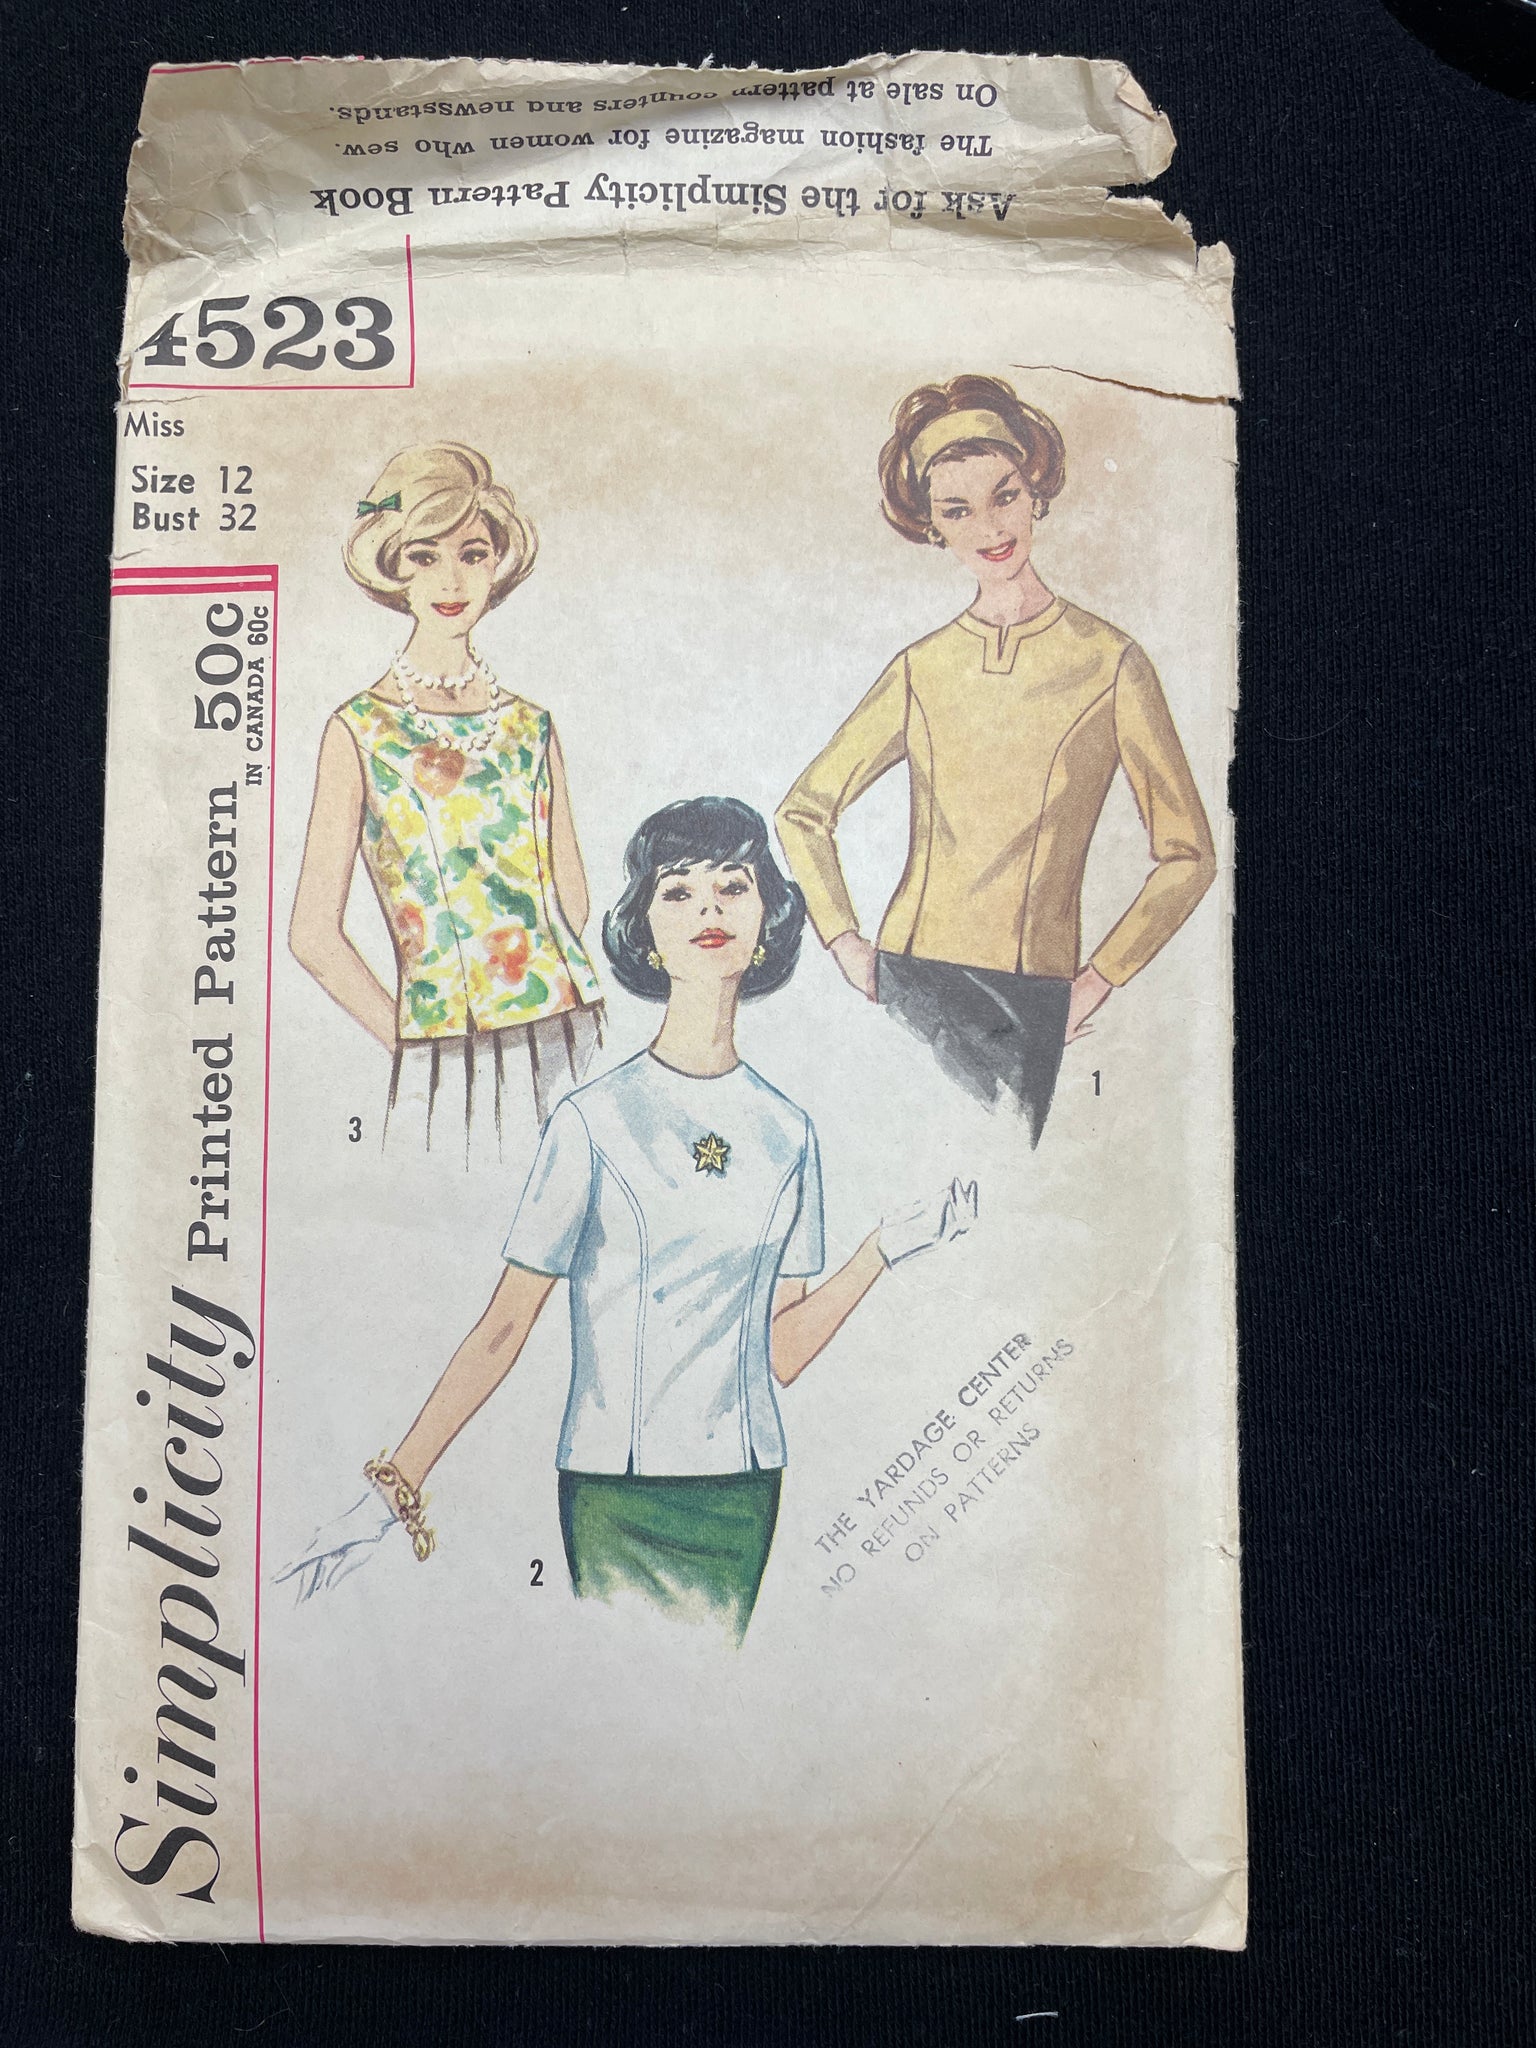 On sale at pattern counters and newsstands.
The fashion magazine for women who sew.
Ask for the Simplicity Pattern Book
4523
Miss
Size 12
Bust 32
Simplicity Printed Pattern 50c
IN CANADA 60c
3
1
2
THE YARDAGE CENTER
NO REFUNDS OR RETURNS
ON PATTERNS